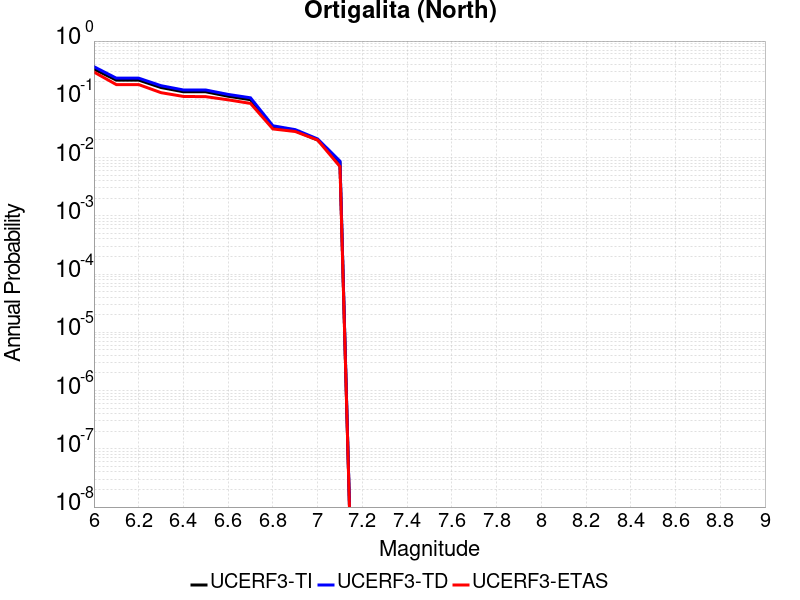 Ortigalita (North)
Annual Probability
10^0
10^-1
10^-2
10^-3
10^-4
10^-5
10^-6
10^-7
10^-8
6 6.2 6.4 6.6 6.8 7 7.2 7.4 7.6 7.8 8 8.2 8.4 8.6 8.8 9
Magnitude
UCERF3-TI UCERF3-TD UCERF3-ETAS